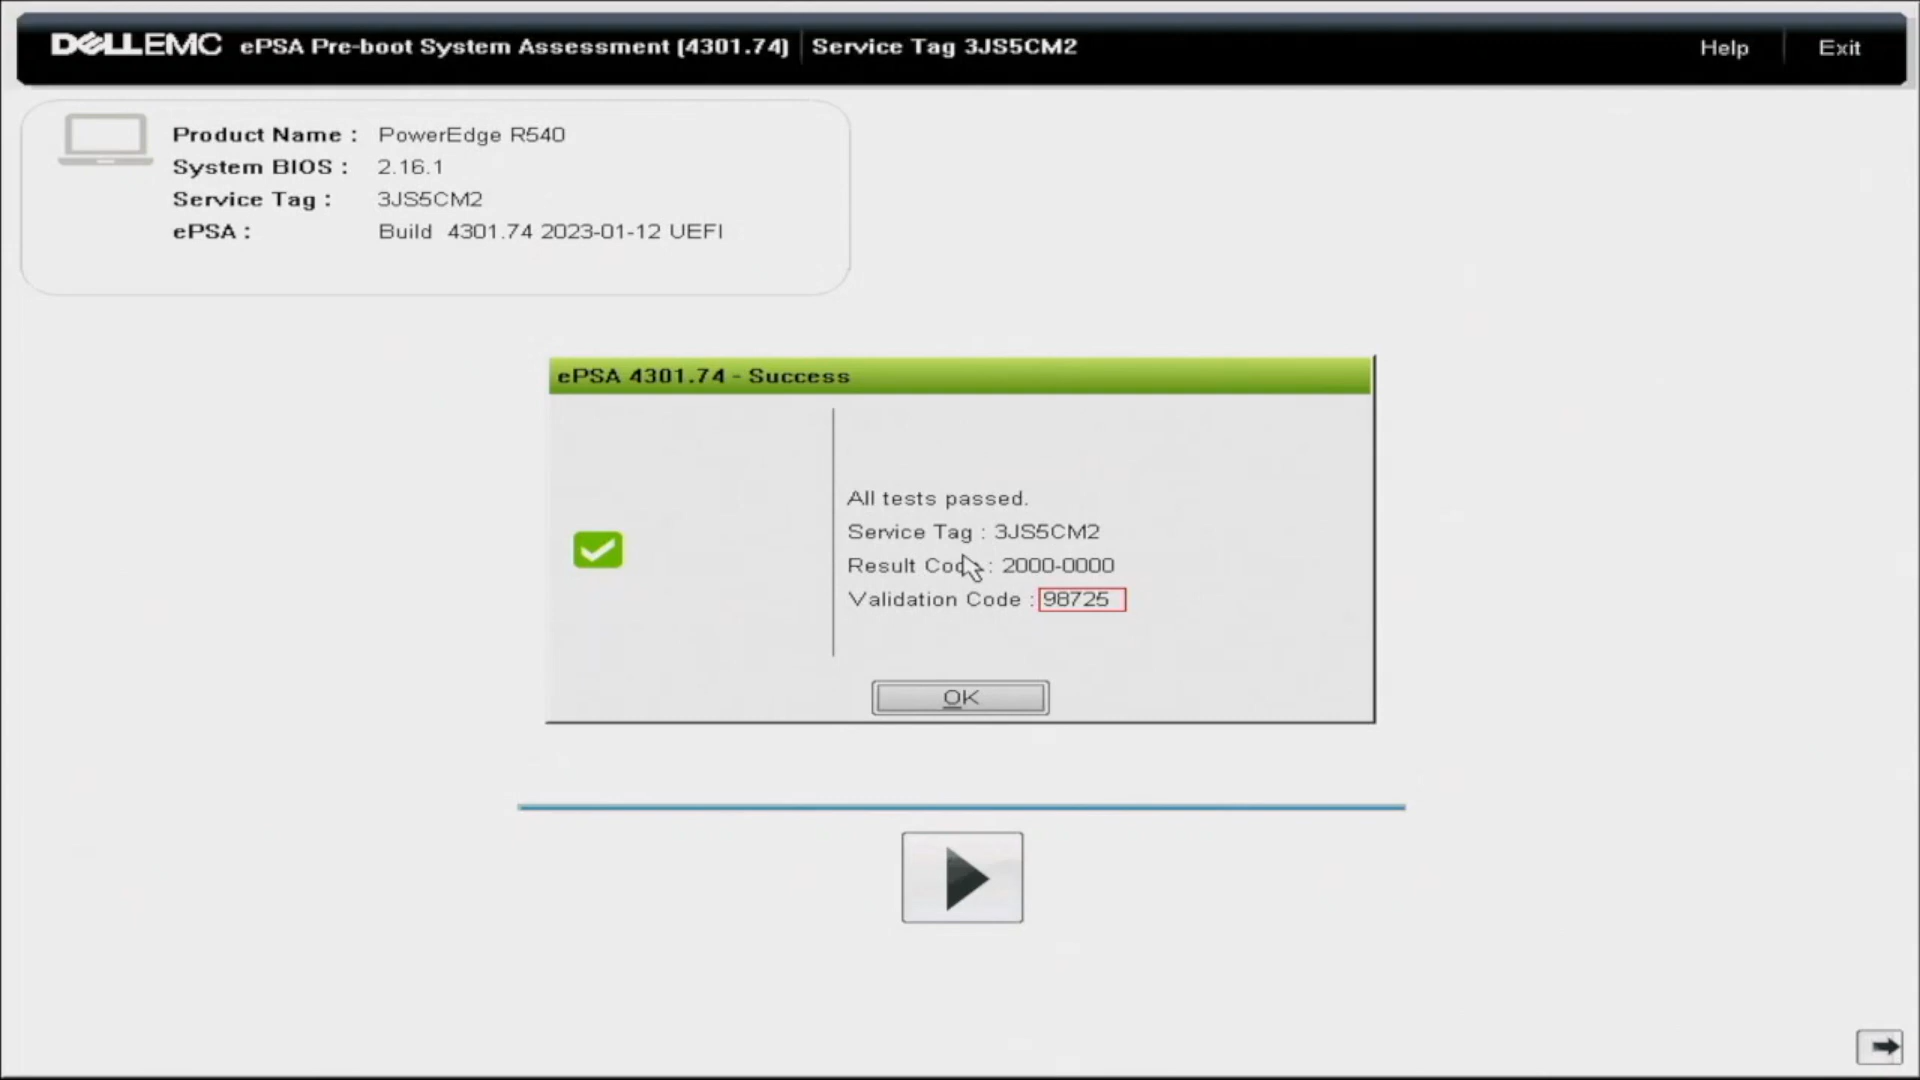 DELLEMC ePSA Pre-boot System Assessment (4301.74) Service Tag 3JS5CM2 Help Exit
Product Name : PowerEdge R540
System BIOS : 2.16.1
Service Tag : 3JS5CM2
ePSA : Build 4301.74 2023-01-12 UEFI
ePSA 4301.74 - Success
All tests passed.
Service Tag : 3JS5CM2
Result Code : 2000-0000
Validation Code : 98725
OK